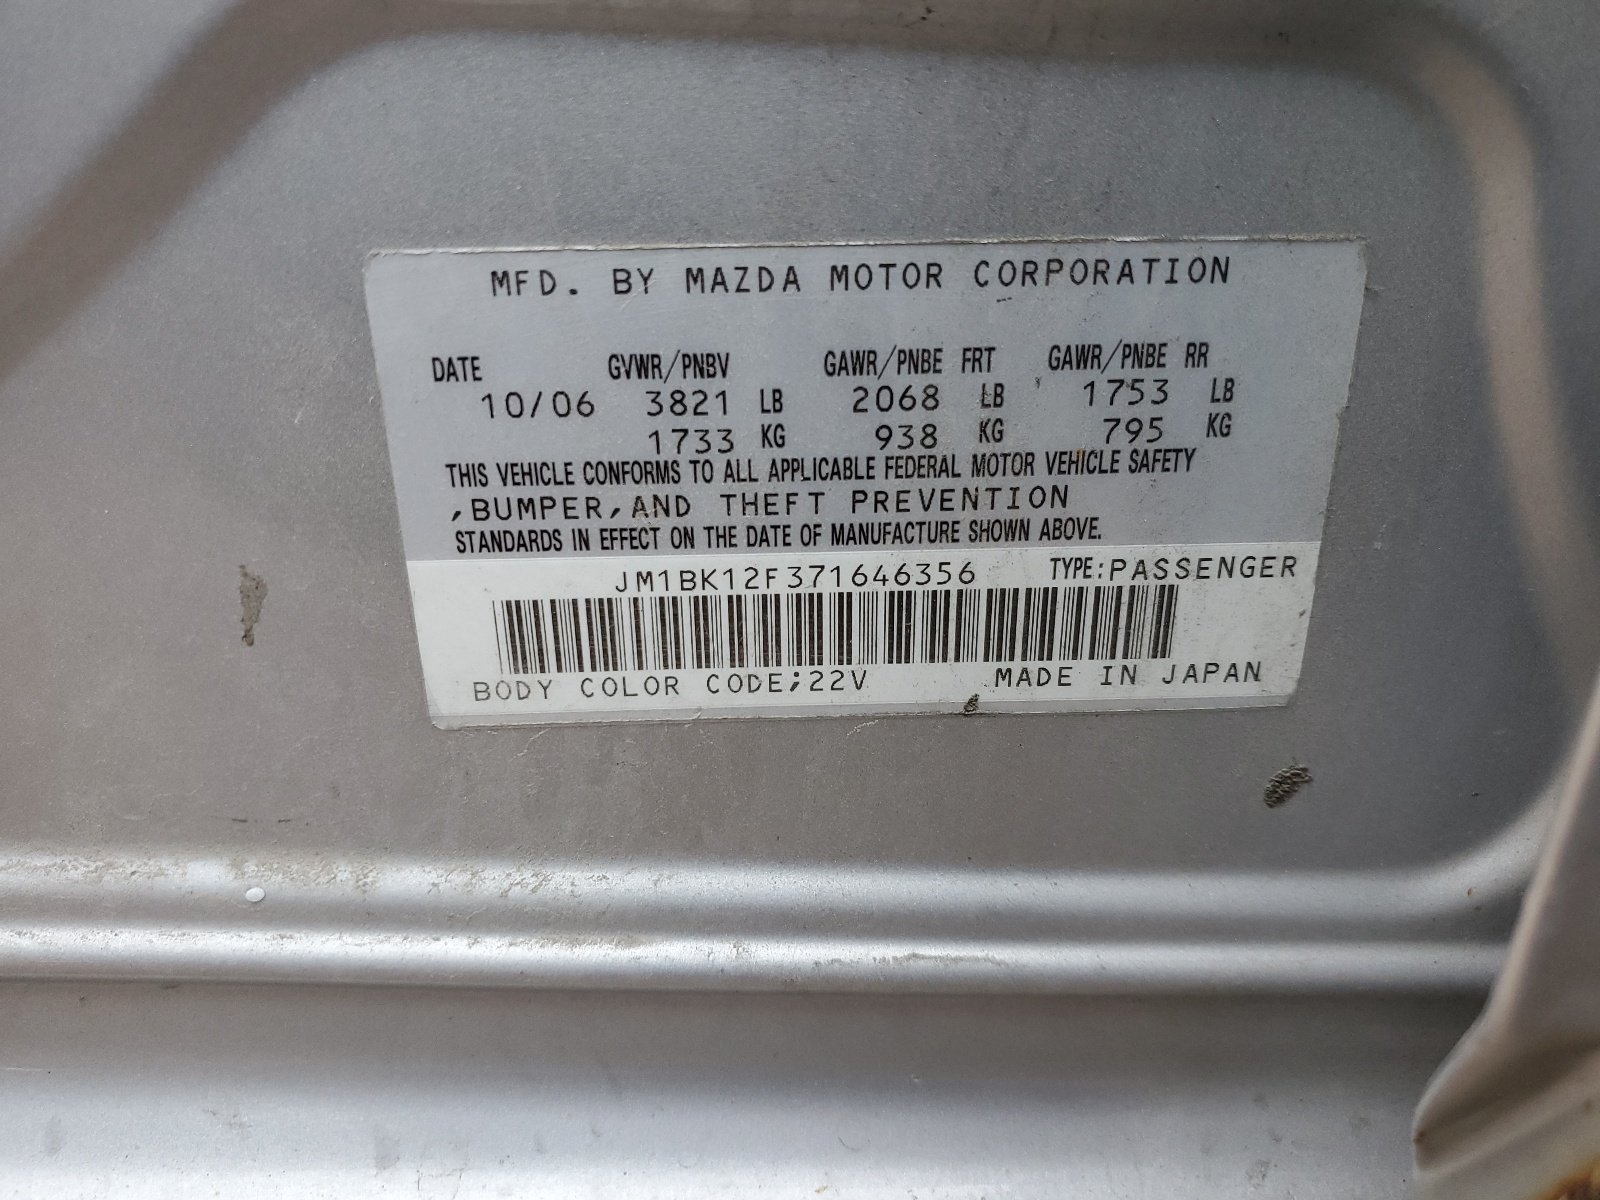 MFD. BY MAZDA MOTOR CORPORATION
DATE GVWR/PNBV GAWR/PNBE FRT GAWR/PNBE RR
10/06 3821 LB 2068 LB 1753 LB
1733 KG 938 KG 795 KG
THIS VEHICLE CONFORMS TO ALL APPLICABLE FEDERAL MOTOR VEHICLE SAFETY
,BUMPER,AND THEFT PREVENTION
STANDARDS IN EFFECT ON THE DATE OF MANUFACTURE SHOWN ABOVE.
JM1BK12F371646356 TYPE:PASSENGER
BODY COLOR CODE;22V MADE IN JAPAN